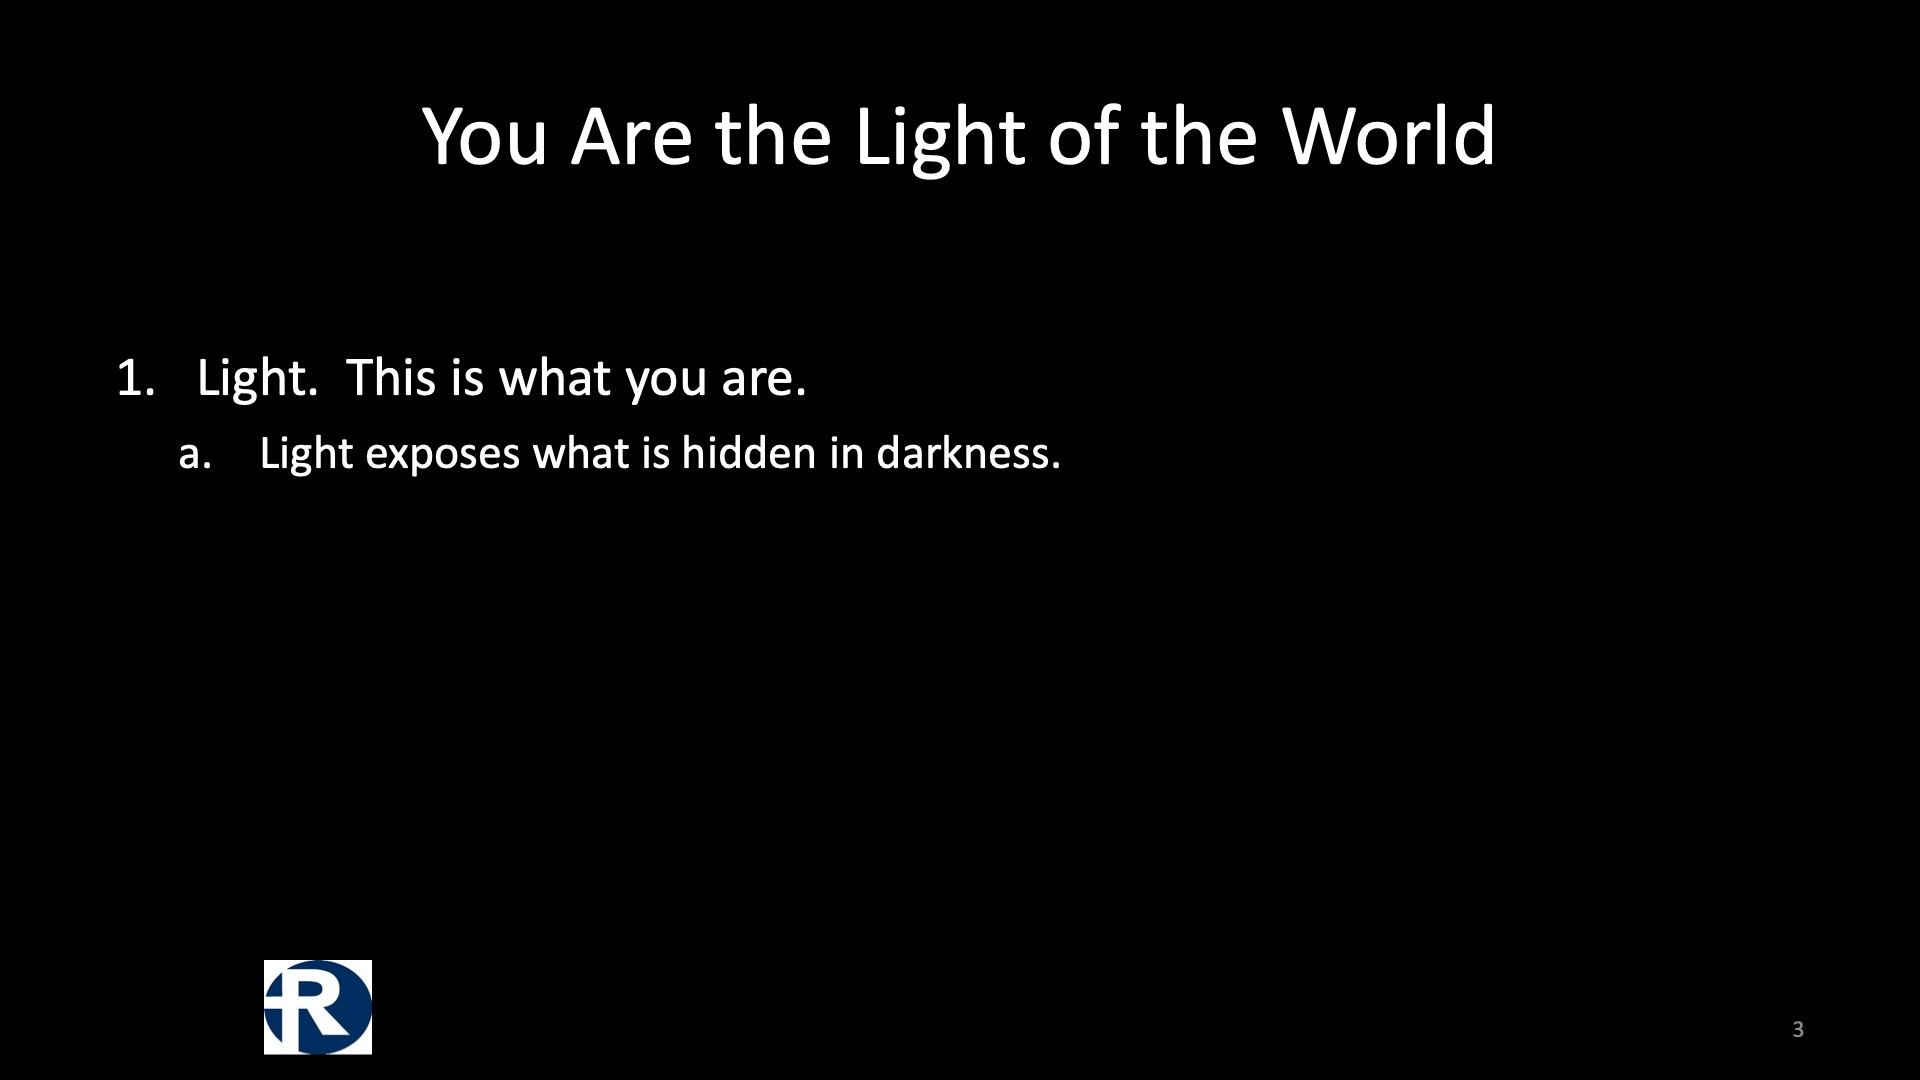 You Are the Light of the World
1. Light.  This is what you are.
a. Light exposes what is hidden in darkness.
R
3